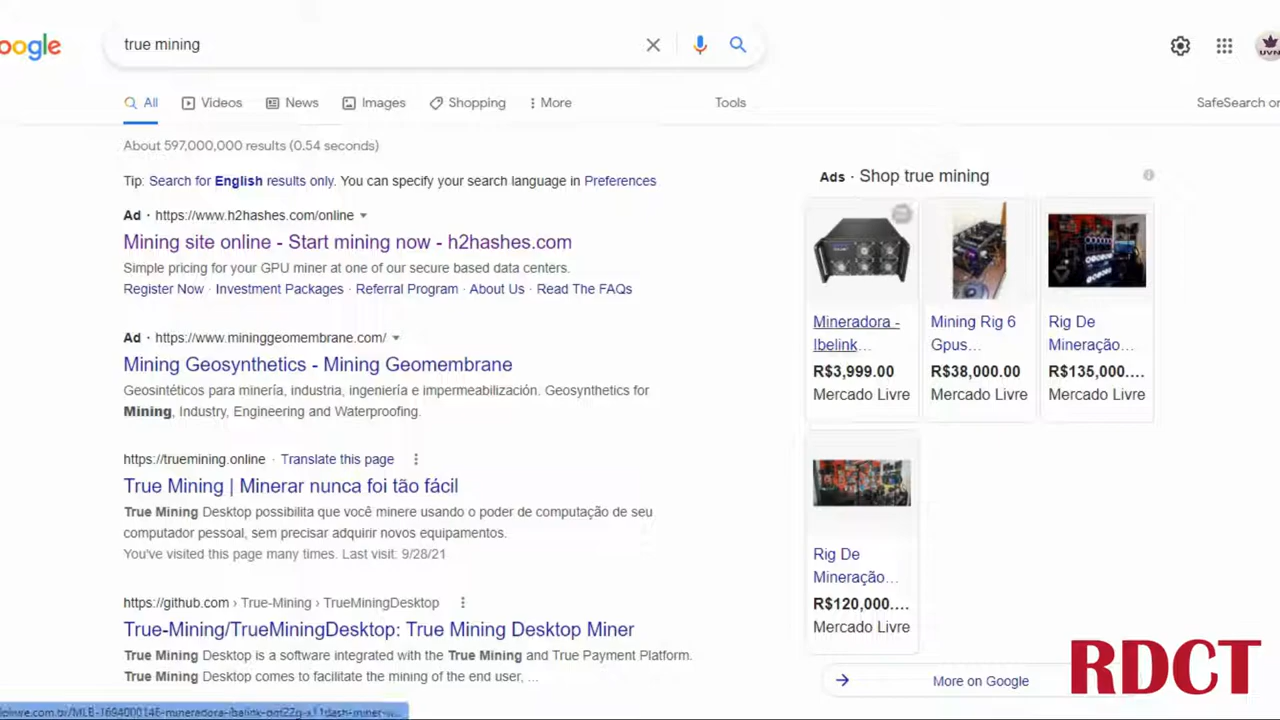 oogle
true mining
UVN
All
Videos
News
Images
Shopping
More
Tools
SafeSearch on
About 597,000,000 results (0.54 seconds)
Tip: Search for English results only. You can specify your search language in Preferences
Ad · https://www.h2hashes.com/online
Mining site online - Start mining now - h2hashes.com
Simple pricing for your GPU miner at one of our secure based data centers.
Register Now · Investment Packages · Referral Program · About Us · Read The FAQs
Ad · https://www.mininggeomembrane.com/
Mining Geosynthetics - Mining Geomembrane
Geosintéticos para minería, industria, ingeniería e impermeabilización. Geosynthetics for
Mining, Industry, Engineering and Waterproofing.
https://truemining.online · Translate this page
True Mining | Minerar nunca foi tão fácil
True Mining Desktop possibilita que você minere usando o poder de computação de seu
computador pessoal, sem precisar adquirir novos equipamentos.
You've visited this page many times. Last visit: 9/28/21
https://github.com › True-Mining › TrueMiningDesktop
True-Mining/TrueMiningDesktop: True Mining Desktop Miner
True Mining Desktop is a software integrated with the True Mining and True Payment Platform.
True Mining Desktop comes to facilitate the mining of the end user, ...
Ads · Shop true mining
Mineradora -
Ibelink...
R$3,999.00
Mercado Livre
Mining Rig 6
Gpus...
R$38,000.00
Mercado Livre
Rig De
Mineração...
R$135,000....
Mercado Livre
Rig De
Mineração...
R$120,000....
Mercado Livre
More on Google
RDCT